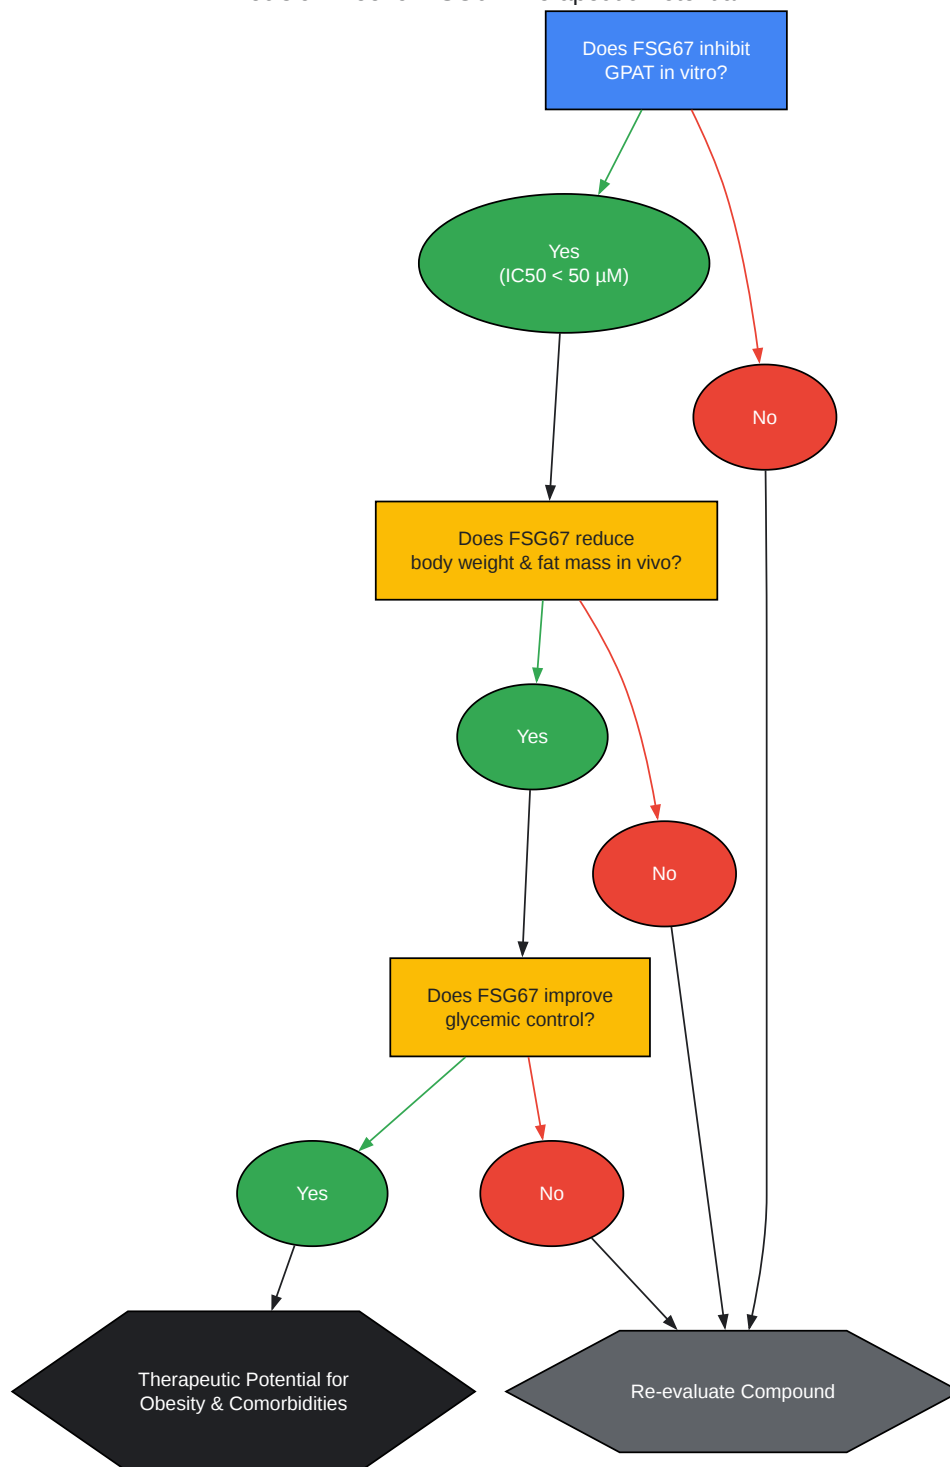 Does FSG67 inhibit
GPAT in vitro?
Yes
(IC50 < 50 µM)
No
Does FSG67 reduce
body weight & fat mass in vivo?
Yes
No
Does FSG67 improve
glycemic control?
Yes
No
Therapeutic Potential for
Obesity & Comorbidities
Re-evaluate Compound